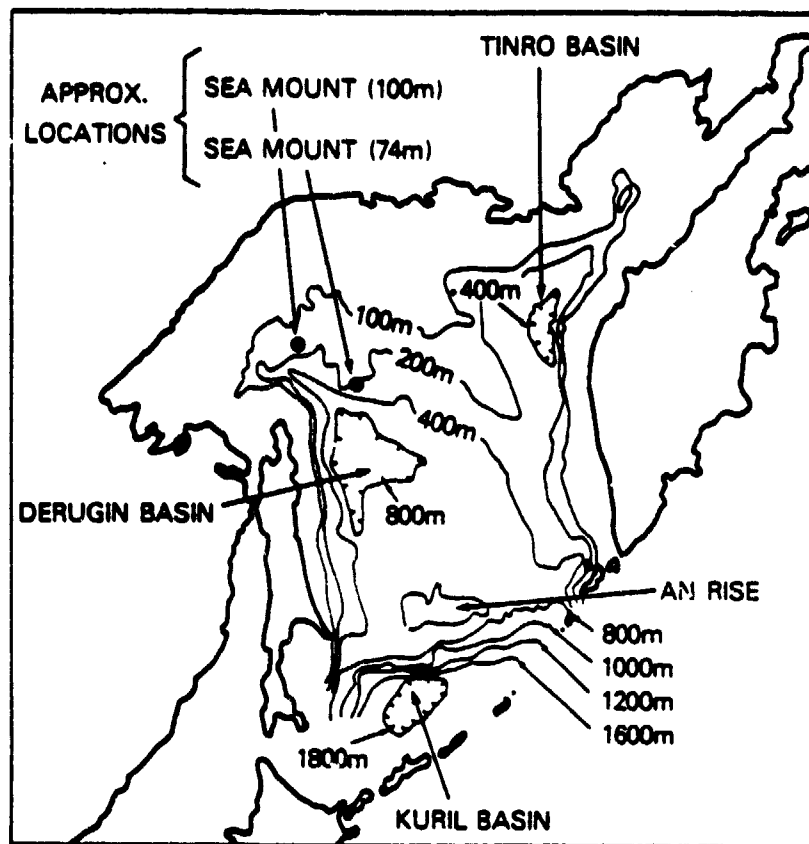 TINRO BASIN
APPROX.
LOCATIONS
SEA MOUNT (100m)
SEA MOUNT (74m)
400m
100m
200m
400m
800m
DERUGIN BASIN
AN RISE
800m
1000m
1200m
1600m
1800m
KURIL BASIN